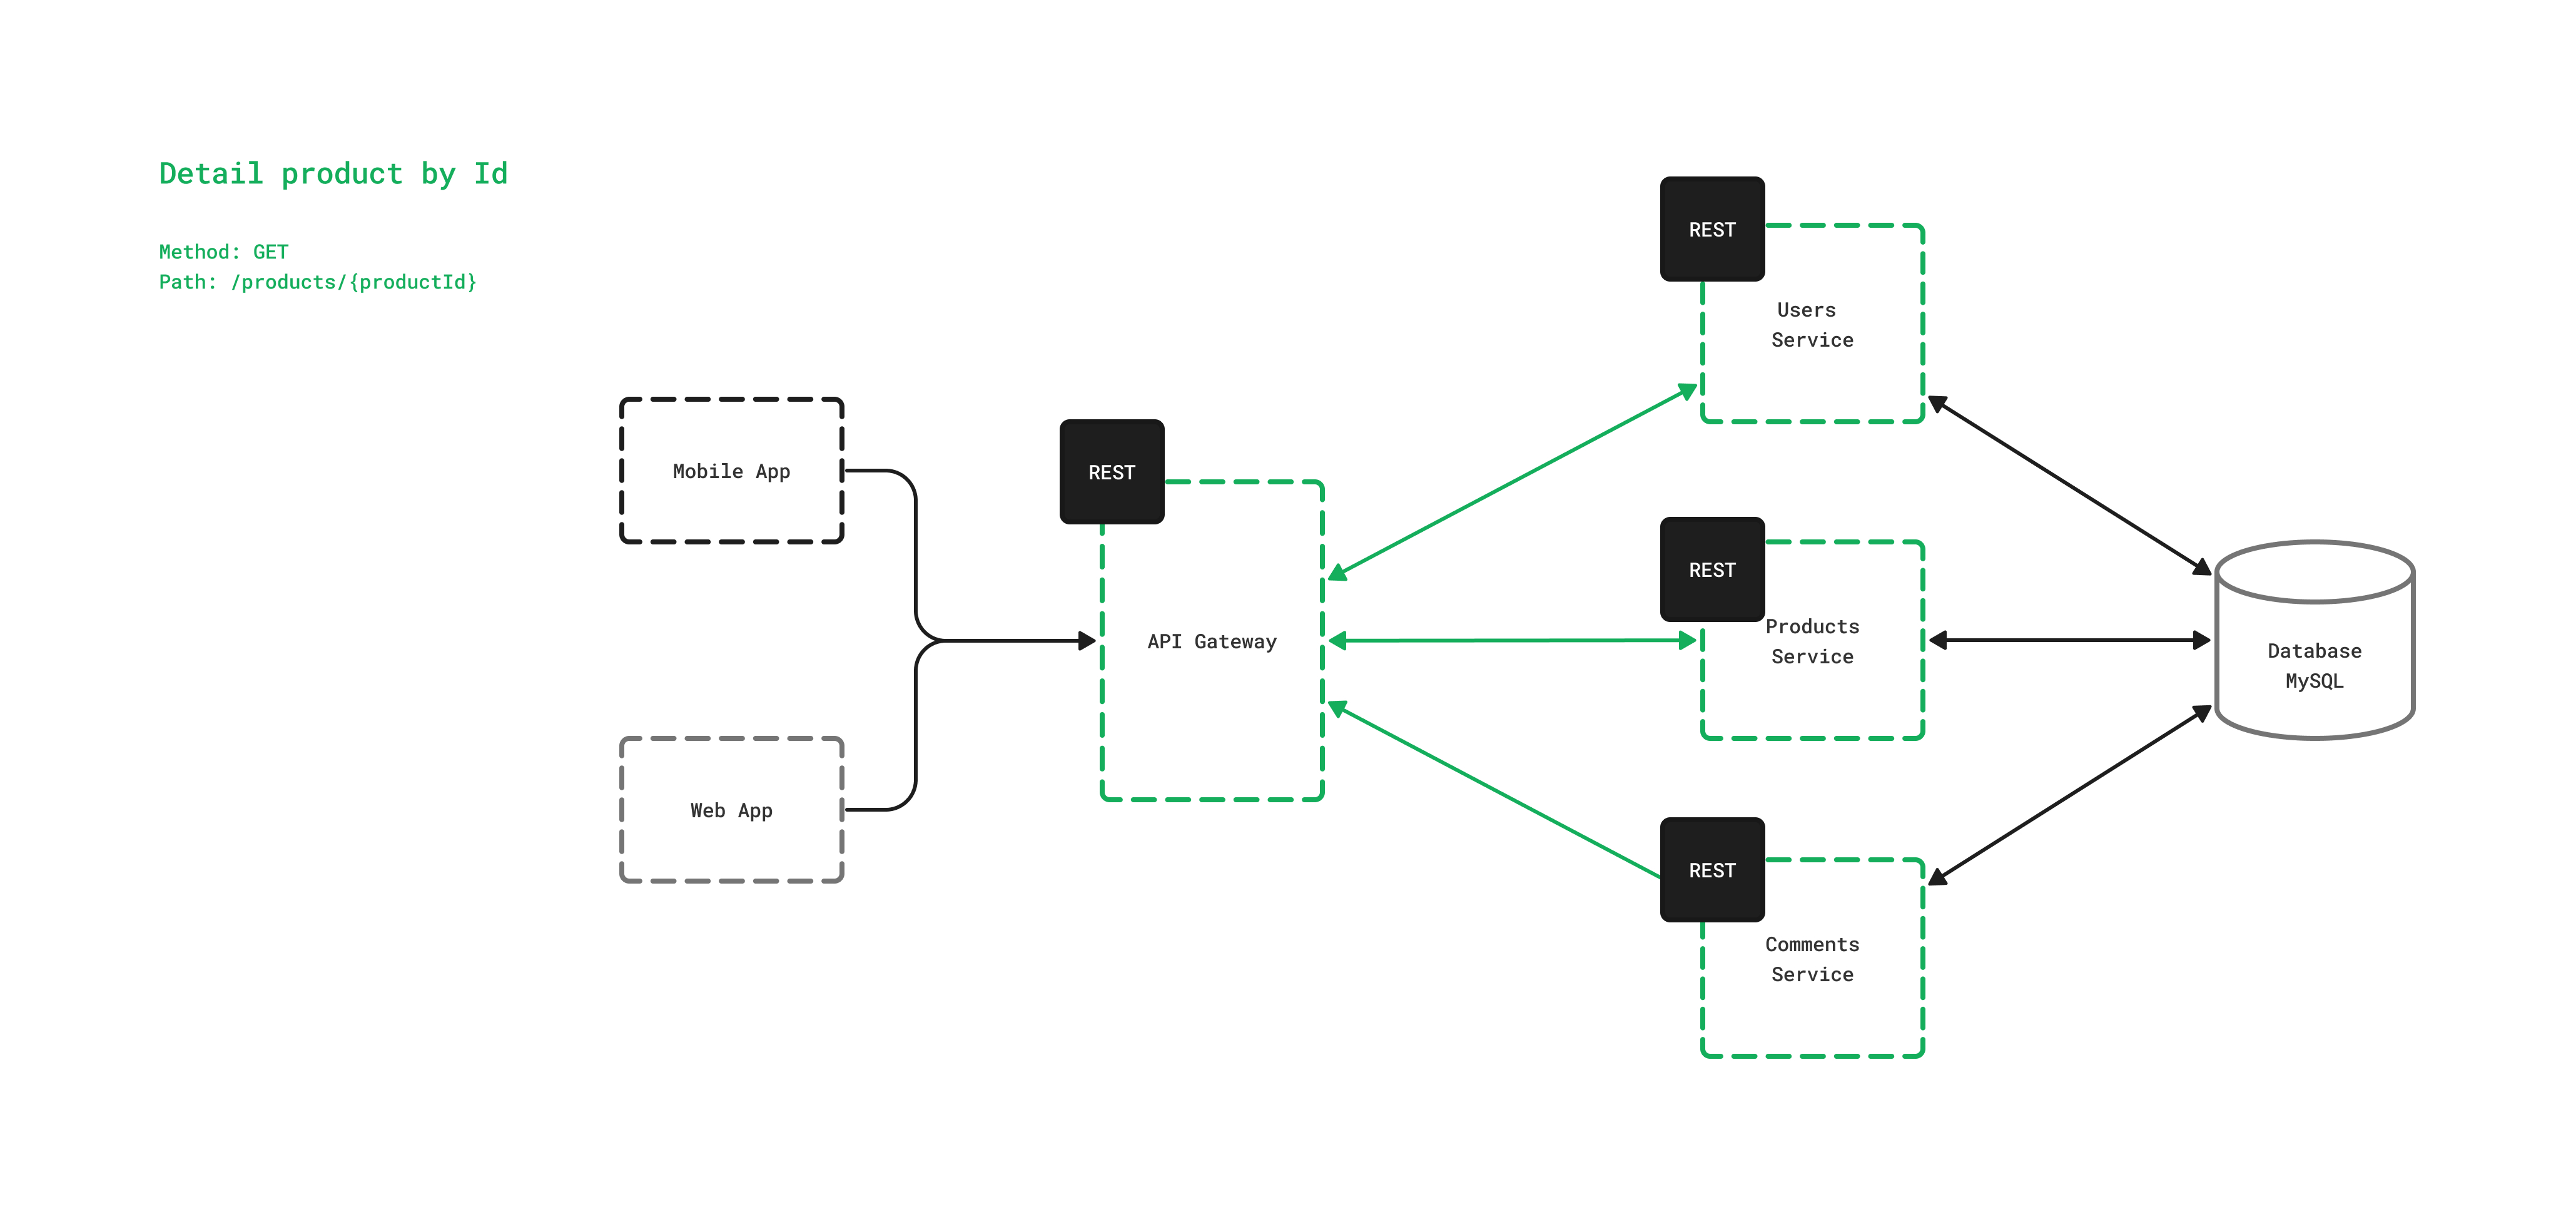 Detail product by Id
Method: GET
Path: /products/{productId}
Mobile App
Web App
REST
API Gateway
REST
Users
Service
REST
Products
Service
REST
Comments
Service
Database
MySQL